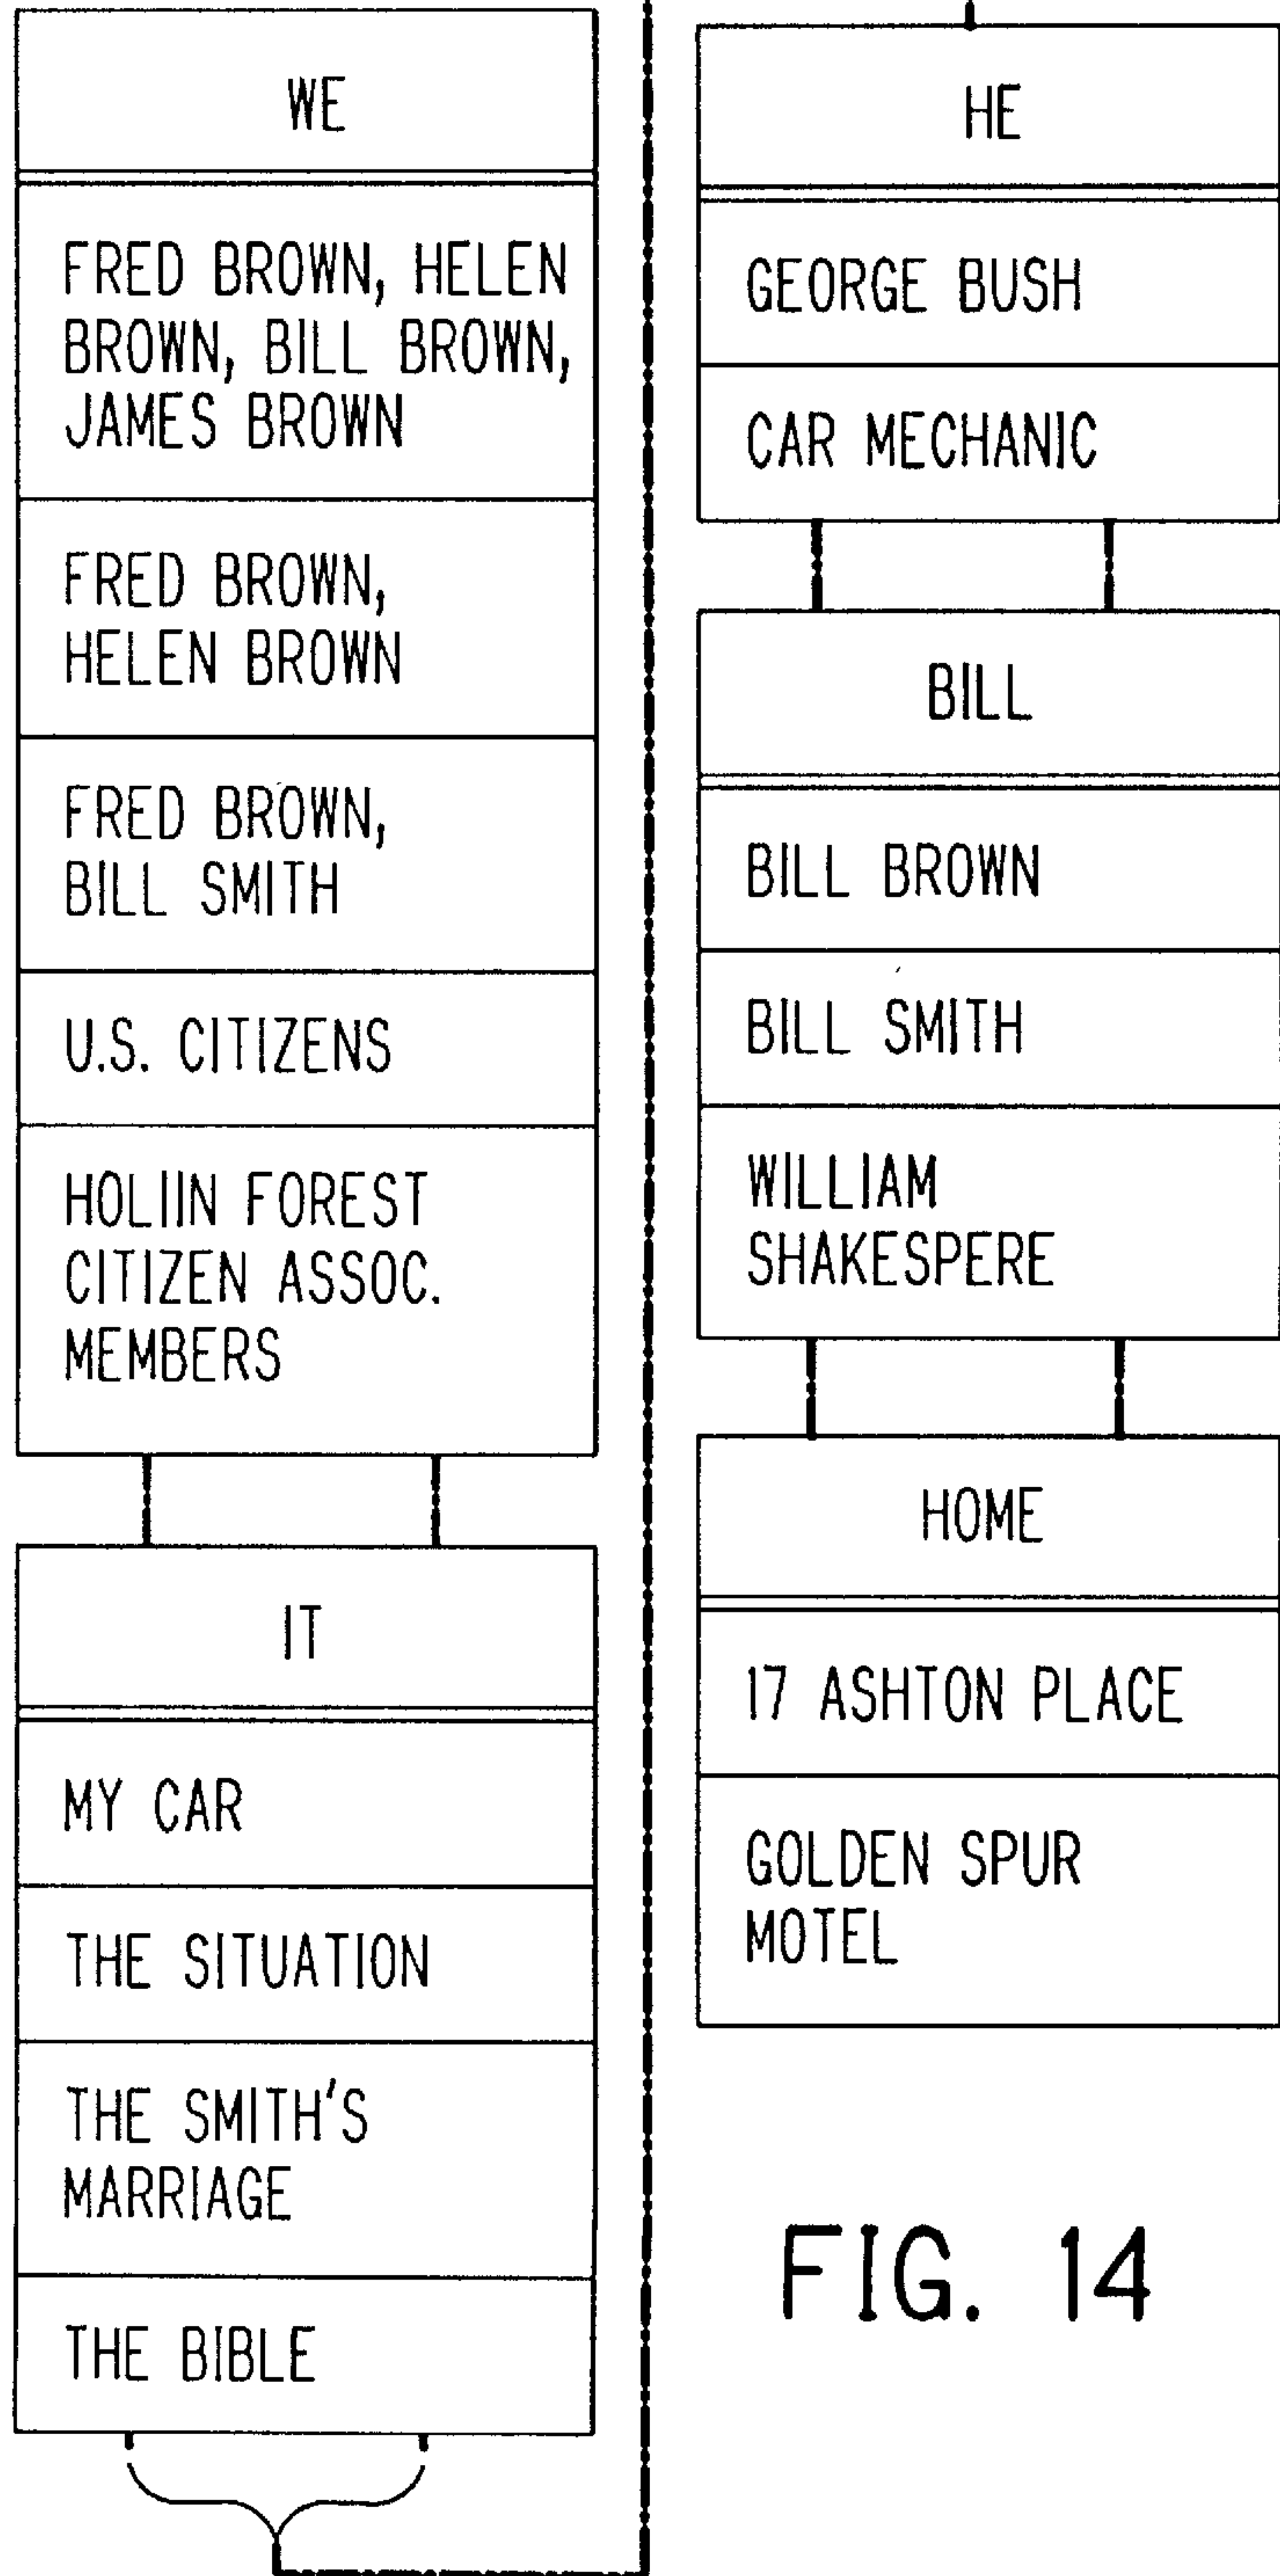 WE
FRED BROWN, HELEN
BROWN, BILL BROWN,
JAMES BROWN
FRED BROWN,
HELEN BROWN
FRED BROWN,
BILL SMITH
U.S. CITIZENS
HOLIIN FOREST
CITIZEN ASSOC.
MEMBERS
IT
MY CAR
THE SITUATION
THE SMITH'S
MARRIAGE
THE BIBLE
HE
GEORGE BUSH
CAR MECHANIC
BILL
BILL BROWN
BILL SMITH
WILLIAM
SHAKESPERE
HOME
17 ASHTON PLACE
GOLDEN SPUR
MOTEL
FIG. 14